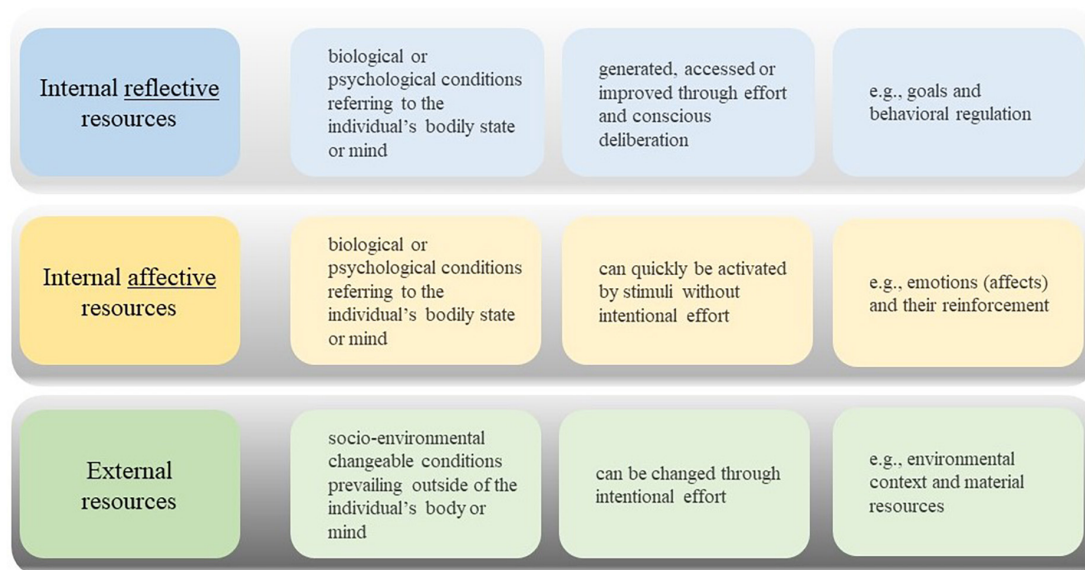 Internal reflective
resources
biological or
psychological conditions
referring to the
individual’s bodily state
or mind
generated, accessed or
improved through effort
and conscious
deliberation
e.g., goals and
behavioral regulation
Internal affective
resources
biological or
psychological conditions
referring to the
individual’s bodily state
or mind
can quickly be activated
by stimuli without
intentional effort
e.g., emotions (affects)
and their reinforcement
External
resources
socio-environmental
changeable conditions
prevailing outside of the
individual’s body or
mind
can be changed through
intentional effort
e.g., environmental
context and material
resources